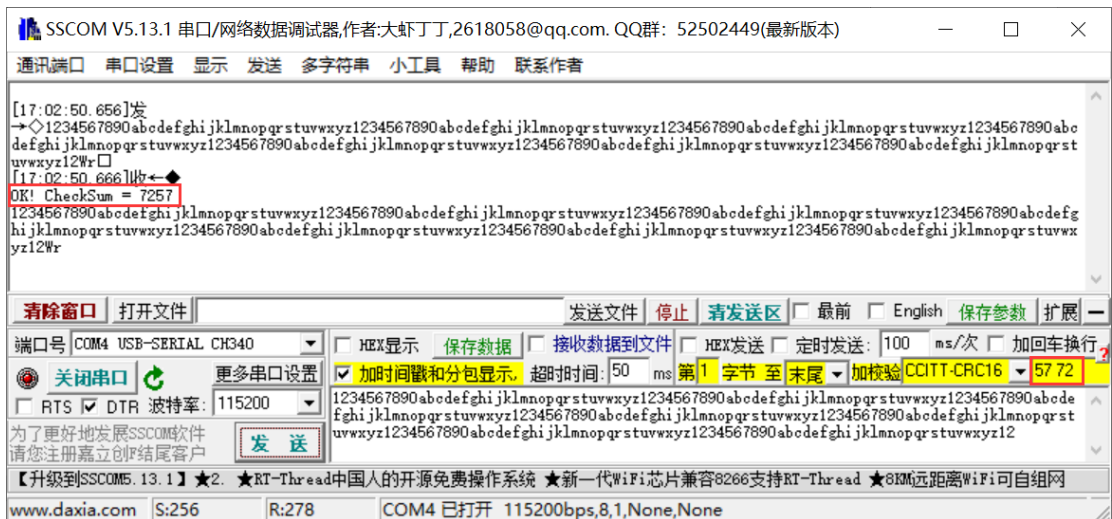 SSCOM V5.13.1 串口/网络数据调试器,作者:大虾丁丁,2618058@qq.com. QQ群: 52502449(最新版本)
通讯端口 串口设置 显示 发送 多字符串 小工具 帮助 联系作者
[17:02:50.656]发
→◇1234567890abcdefghijklmnopqrstuvwxyz1234567890abcdefghijklmnopqrstuvwxyz1234567890abcdefghijklmnopqrstuvwxyz1234567890abc
defghijklmnopqrstuvwxyz1234567890abcdefghijklmnopqrstuvwxyz1234567890abcdefghijklmnopqrstuvwxyz1234567890abcdefghijklmnopqrst
uvwxyz12Wr□
[17:02:50.666]收←◆
OK! CheckSum = 7257
1234567890abcdefghijklmnopqrstuvwxyz1234567890abcdefghijklmnopqrstuvwxyz1234567890abcdefghijklmnopqrstuvwxyz1234567890abcdefg
hijklmnopqrstuvwxyz1234567890abcdefghijklmnopqrstuvwxyz1234567890abcdefghijklmnopqrstuvwxyz1234567890abcdefghijklmnopqrstuvwx
yz12Wr
清除窗口 打开文件 发送文件 停止 清发送区 最前 English 保存参数 扩展 —
端口号 COM4 USB-SERIAL CH340 HEX显示 保存数据 接收数据到文件 HEX发送 定时发送: 100 ms/次 加回车换行 ?
关闭串口 更多串口设置 加时间戳和分包显示, 超时时间: 50 ms 第 1 字节 至 末尾 加校验 CCITT-CRC16 57 72
RTS DTR 波特率: 115200
1234567890abcdefghijklmnopqrstuvwxyz1234567890abcdefghijklmnopqrstuvwxyz1234567890abcdefghijklmnopqrstuvwxyz1234567890abcde
fghijklmnopqrstuvwxyz1234567890abcdefghijklmnopqrstuvwxyz1234567890abcdefghijklmnopqrstuvwxyz1234567890abcdefghijklmnopqrst
uvwxyz1234567890abcdefghijklmnopqrstuvwxyz1234567890abcdefghijklmnopqrstuvwxyz12
为了更好地发展SSCOM软件
请您注册嘉立创F结尾客户
发 送
【升级到SSCOM5.13.1】★2. ★RT-Thread中国人的开源免费操作系统 ★新一代WiFi芯片兼容8266支持RT-Thread ★8KM远距离WiFi可自组网
www.daxia.com S:256 R:278 COM4 已打开 115200bps,8,1,None,None